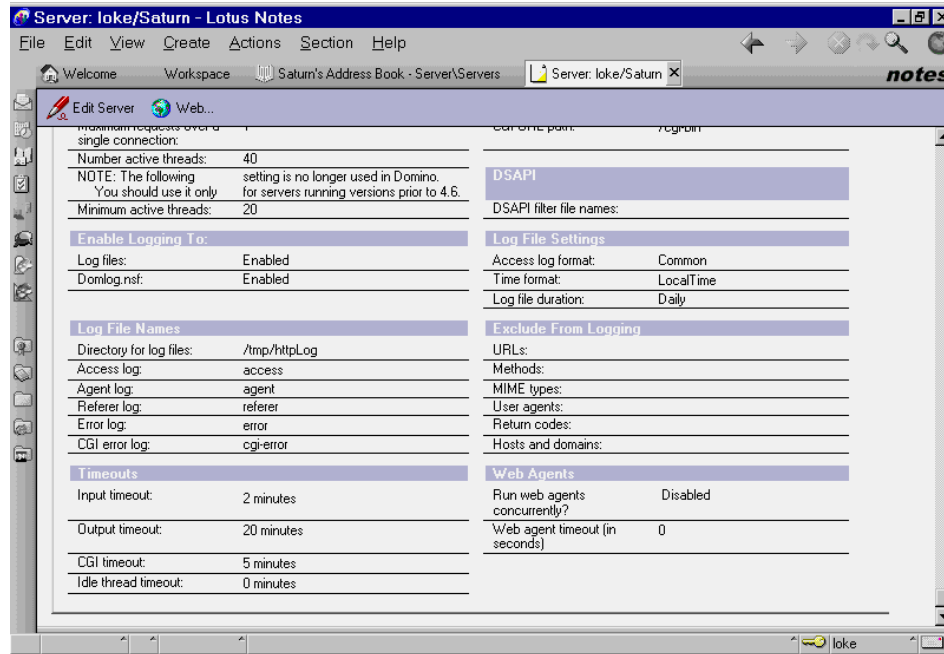 Server: loke/Saturn - Lotus Notes
File Edit View Create Actions Section Help
Welcome Workspace Saturn's Address Book - Server\Servers Server: loke/Saturn notes
Edit Server Web...
Maximum requests over a
single connection:
/cgi-bin
Number active threads: 40
NOTE: The following setting is no longer used in Domino.
You should use it only for servers running versions prior to 4.6.
Minimum active threads: 20
DSAPI
DSAPI filter file names:
Enable Logging To:
Log files: Enabled
Domlog.nsf: Enabled
Log File Settings
Access log format: Common
Time format: LocalTime
Log file duration: Daily
Log File Names
Directory for log files: /tmp/httpLog
Access log: access
Agent log: agent
Referer log: referer
Error log: error
CGI error log: cgi-error
Exclude From Logging
URLs:
Methods:
MIME types:
User agents:
Return codes:
Hosts and domains:
Timeouts
Input timeout: 2 minutes
Output timeout: 20 minutes
CGI timeout: 5 minutes
Idle thread timeout: 0 minutes
Web Agents
Run web agents Disabled
concurrently?
Web agent timeout (in 0
seconds)
loke